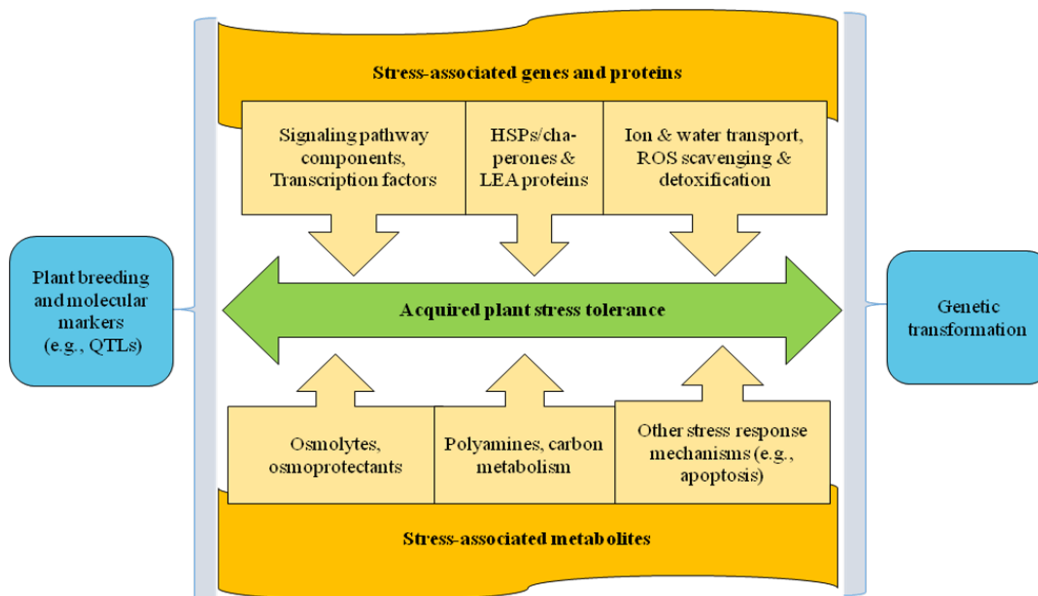 Stress-associated genes and proteins
Signaling pathway
components,
Transcription factors
HSPs/cha-
perones &
LEA proteins
Ion & water transport,
ROS scavenging &
detoxification
Plant breeding
and molecular
markers
(e.g., QTLs)
Acquired plant stress tolerance
Genetic
transformation
Osmolytes,
osmoprotectants
Polyamines, carbon
metabolism
Other stress response
mechanisms (e.g.,
apoptosis)
Stress-associated metabolites